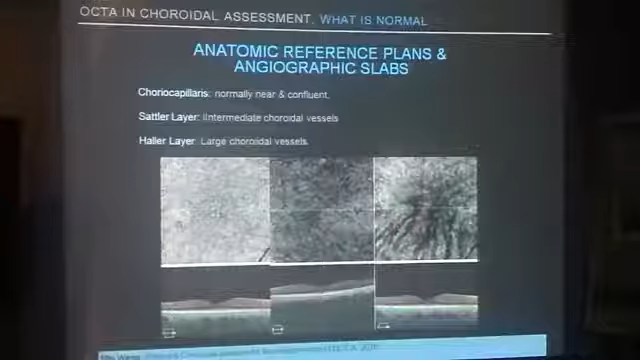 OCTA IN CHOROIDAL ASSESSMENT. WHAT IS NORMAL
ANATOMIC REFERENCE PLANS &
ANGIOGRAPHIC SLABS
Choriocapillaris: normally near & confluent.
Sattler Layer: IIntermediate choroidal vessels
Haller Layer: Large choroidal vessels.